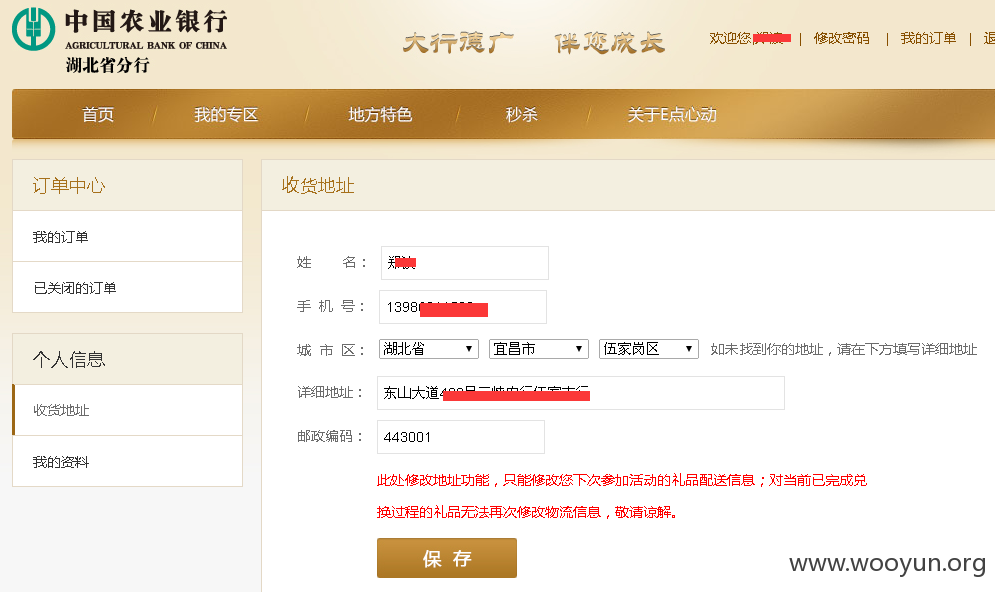 中国农业银行
AGRICULTURAL BANK OF CHINA
湖北省分行
大行德广 伴您成长
欢迎您 | 修改密码 | 我的订单 | 退
首页 我的专区 地方特色 秒杀 关于E点心动
订单中心
我的订单
已关闭的订单
个人信息
收货地址
我的资料
收货地址
姓 名： 郑
手 机 号： 1398
城 市 区： 湖北省 宜昌市 伍家岗区 如未找到你的地址，请在下方填写详细地址
详细地址： 东山大道
邮政编码： 443001
此处修改地址功能，只能修改您下次参加活动的礼品配送信息；对当前已完成兑
换过程的礼品无法再次修改物流信息，敬请谅解。
保 存
www.wooyun.org